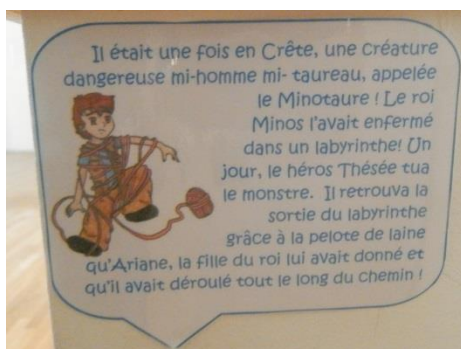 Il était une fois en Crête, une créature
dangereuse mi-homme mi- taureau, appelée
le Minotaure ! Le roi
Minos l'avait enfermé
dans un labyrinthe! Un
jour, le héros Thésée tua
le monstre. Il retrouva la
sortie du labyrinthe
grâce à la pelote de laine
qu'Ariane, la fille du roi lui avait donné et
qu'il avait déroulé tout le long du chemin !